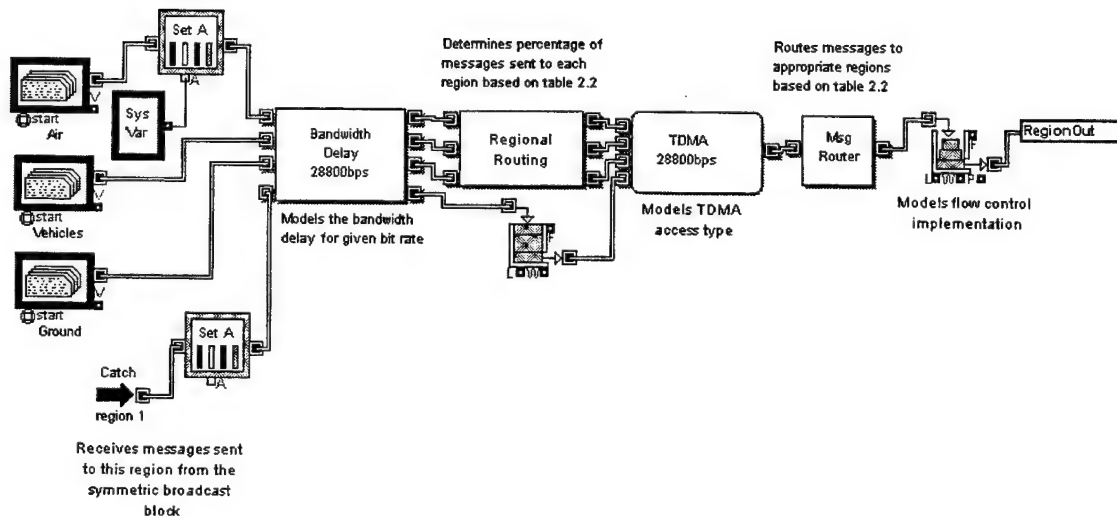 Set A
A
V
start
Air
Sys
Var
V
start
Vehicles
V
start
Ground
Set A
A
Catch
region 1
Receives messages sent
to this region from the
symmetric broadcast
block
Bandwidth
Delay
28800bps
Models the bandwidth
delay for given bit rate
Determines percentage of
messages sent to each
region based on table 2.2
Regional
Routing
F
L W
TDMA
28800bps
Models TDMA
access type
Routes messages to
appropriate regions
based on table 2.2
Msg
Router
F
L W P
Models flow control
implementation
RegionOut